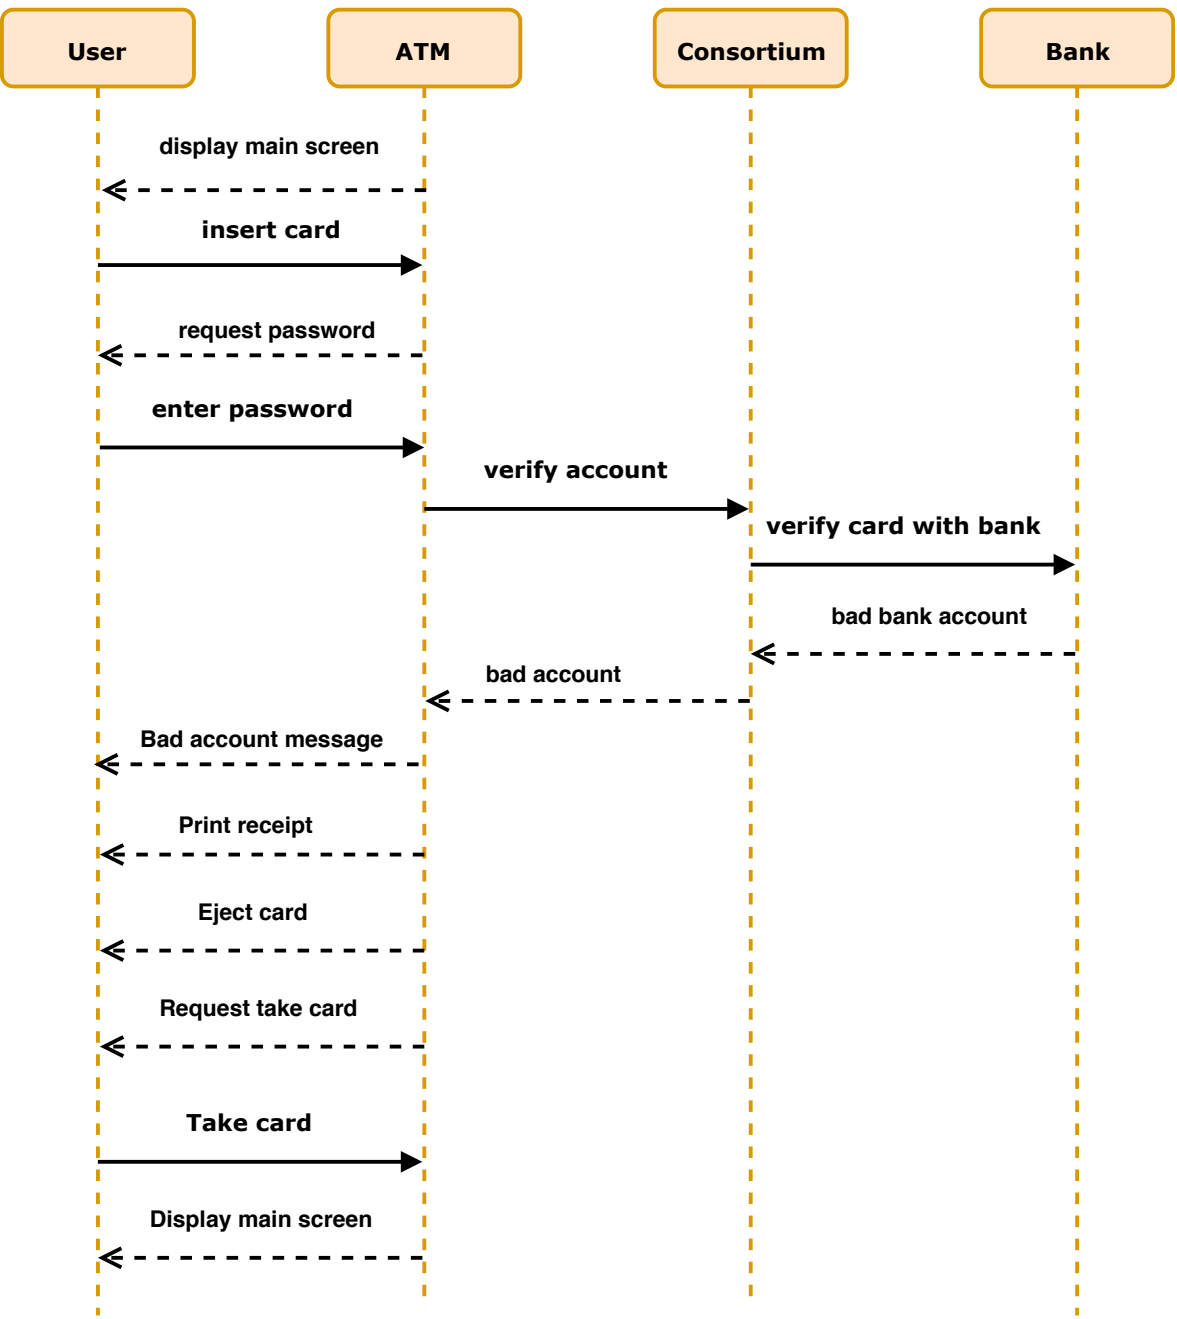 User
ATM
Consortium
Bank
display main screen
insert card
request password
enter password
verify account
verify card with bank
bad bank account
bad account
Bad account message
Print receipt
Eject card
Request take card
Take card
Display main screen